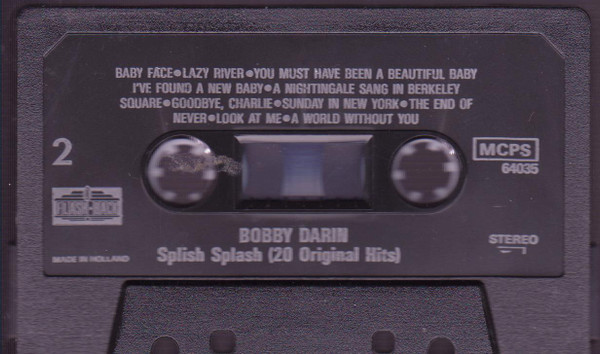 BABY FACE•LAZY RIVER•YOU MUST HAVE BEEN A BEAUTIFUL BABY
I'VE FOUND A NEW BABY•A NIGHTINGALE SANG IN BERKELEY
SQUARE•GOODBYE, CHARLIE•SUNDAY IN NEW YORK•THE END OF
NEVER•LOOK AT ME•A WORLD WITHOUT YOU
2
MCPS
64035
FLASH-BACK
BOBBY DARIN
Splish Splash (20 Original Hits)
STEREO
MADE IN HOLLAND